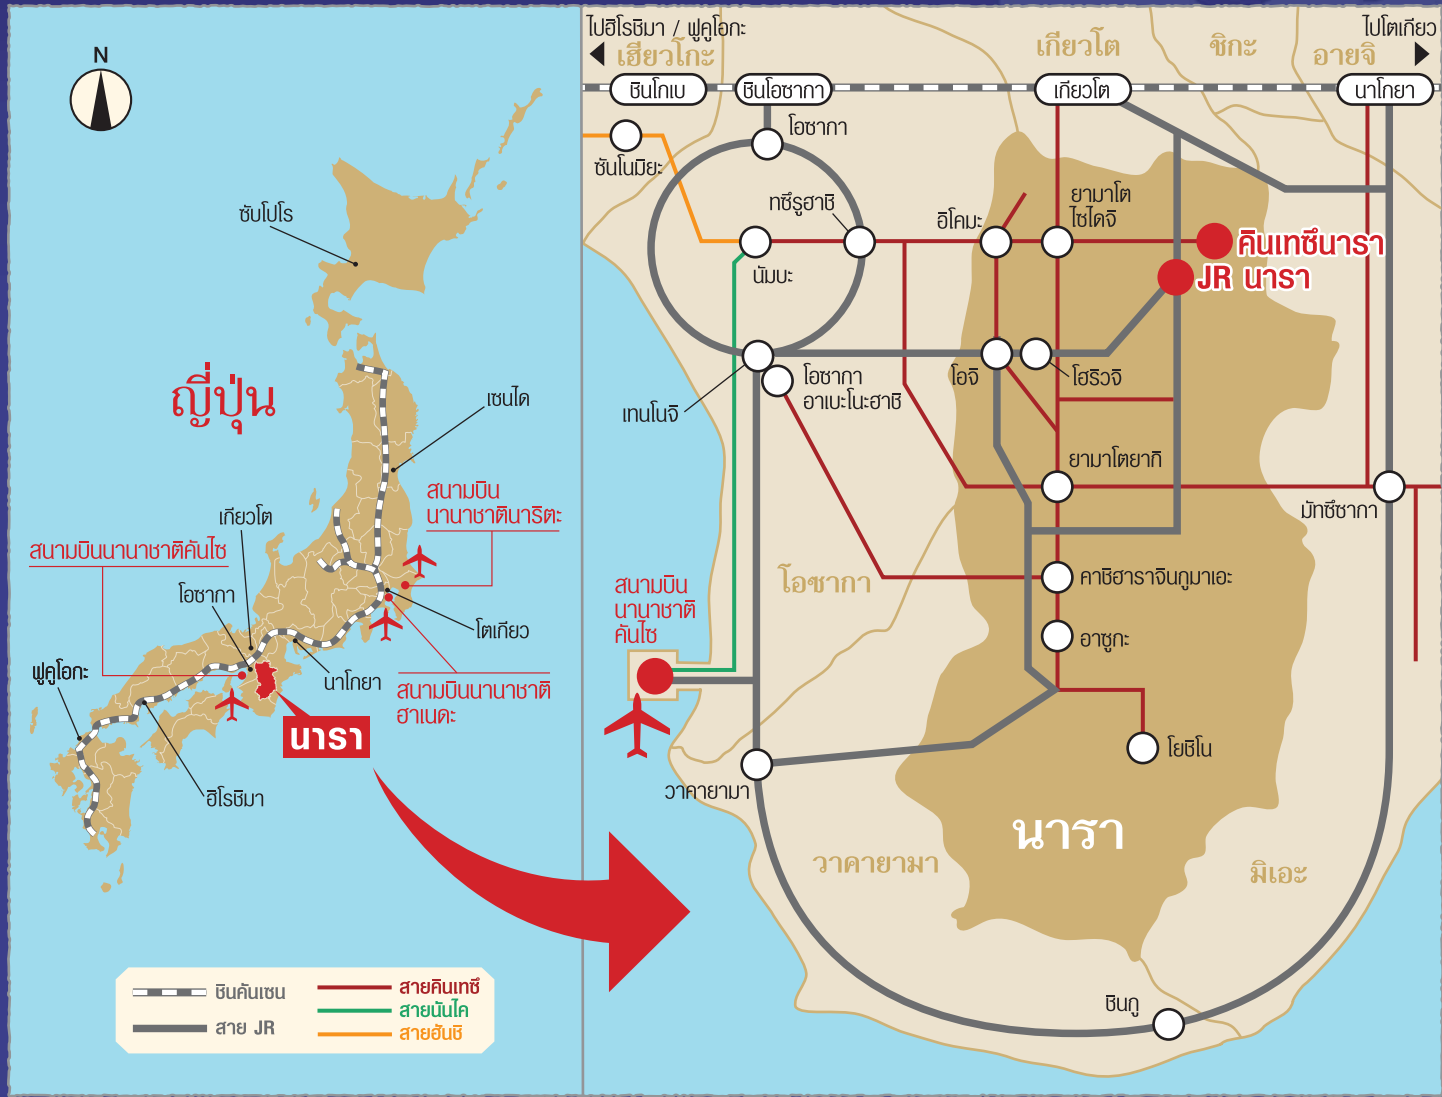 N
ซับโปโร
ญี่ปุ่น
เซนได
สนามบิน
นานาชาตินาริตะ
เกียวโต
สนามบินนานาชาติคันไซ
โอซากา
โตเกียว
ฟูคูโอกะ
นาโกยา
สนามบินนานาชาติ
ฮาเนดะ
นารา
ฮิโรชิมา
ชินคันเซน
สาย JR
สายคินเทซึ
สายนันไค
สายฮันชิ
ไปฮิโรชิมา / ฟูคูโอกะ
เฮียวโกะ
เกียวโต
ชิกะ
อายจิ
ไปโตเกียว
ชินโกเบ
ชินโอซากา
เกียวโต
นาโกยา
โอซากา
ซันโนมิยะ
ทซึรูฮาชิ
อิโคมะ
ยามาโต
ไซไดจิ
คินเทซึนารา
JR นารา
นัมบะ
โอซากา
อาเบะโนะฮาชิ
เทนโนจิ
โอจิ
โฮริวจิ
ยามาโตยากิ
มัทซึซากา
โอซากา
คาชิฮาราจินกูมาเอะ
สนามบิน
นานาชาติ
คันไซ
อาซูกะ
โยชิโน
วาคายามา
นารา
วาคายามา
มิเอะ
ชินกู